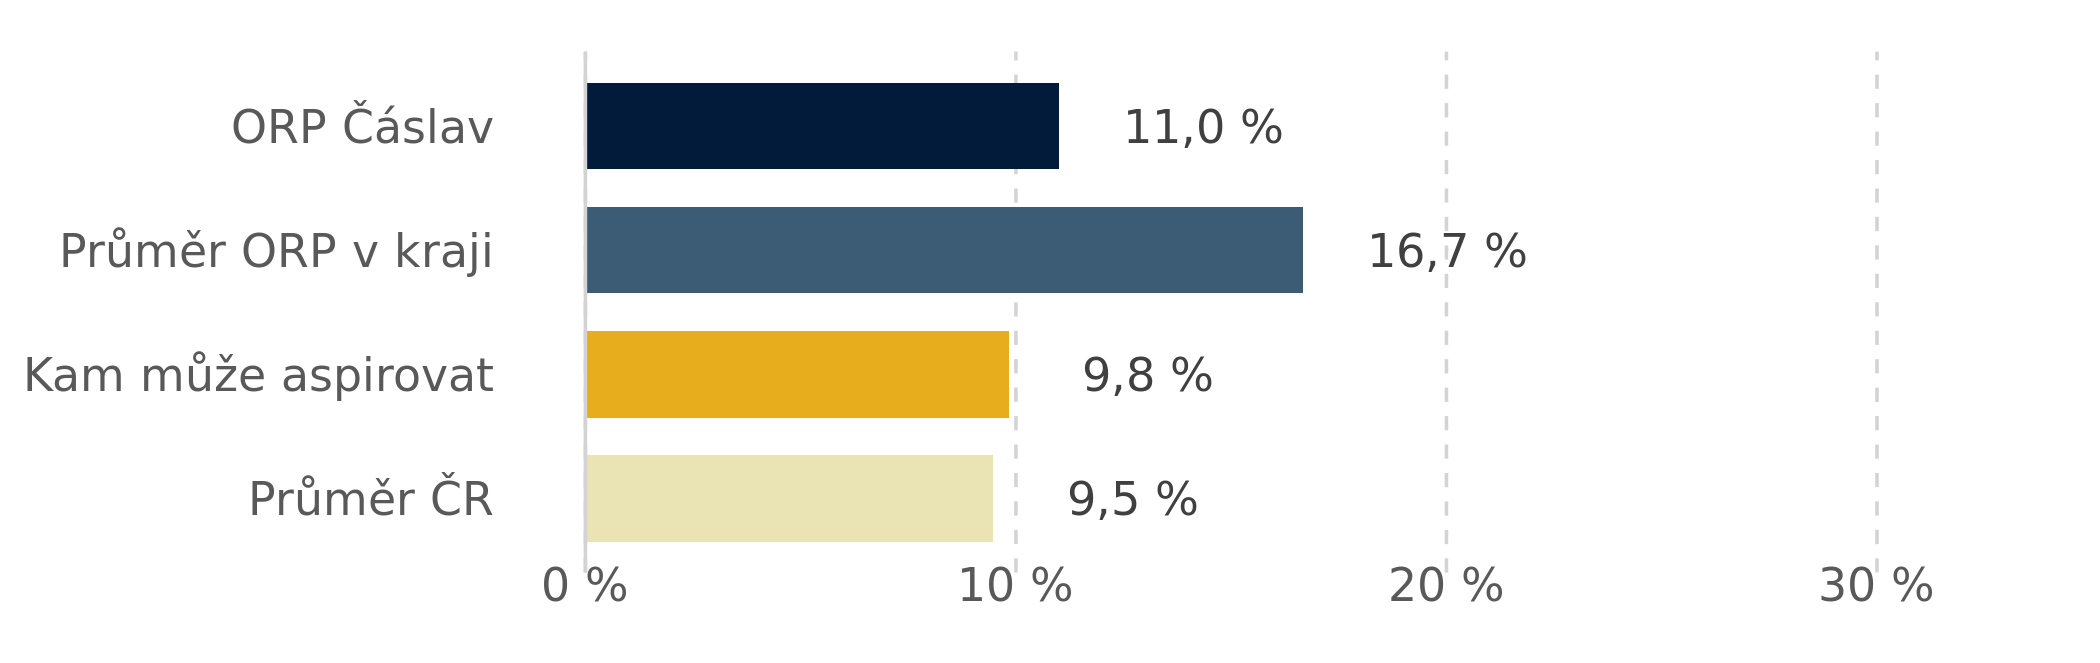 ORP Čáslav 11,0 %
Průměr ORP v kraji 16,7 %
Kam může aspirovat 9,8 %
Průměr ČR 9,5 %
0 % 10 % 20 % 30 %